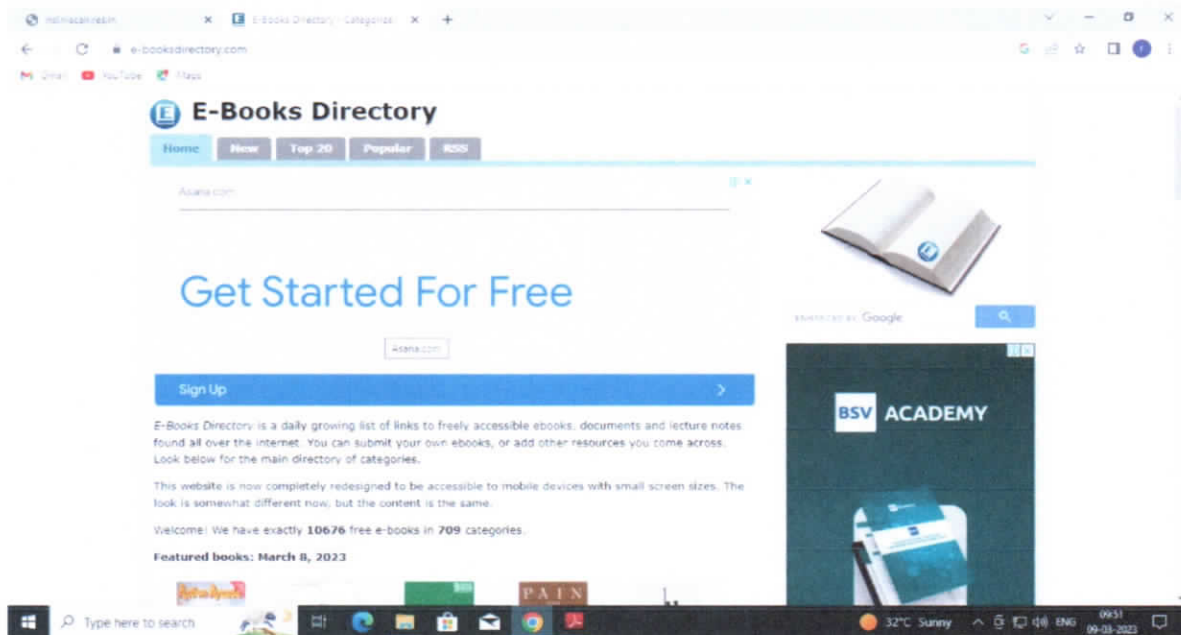 E-Books Directory - Categories
e-booksdirectory.com
Gmail YouTube Maps
E-Books Directory
Home New Top 20 Popular RSS
Asana.com
Get Started For Free
Asana.com
Sign Up
E-Books Directory is a daily growing list of links to freely accessible ebooks, documents and lecture notes
found all over the internet. You can submit your own ebooks, or add other resources you come across.
Look below for the main directory of categories.
This website is now completely redesigned to be accessible to mobile devices with small screen sizes. The
look is somewhat different now, but the content is the same.
Welcome! We have exactly 10676 free e-books in 709 categories.
Featured books: March 8, 2023
PAIN
Google
BSV ACADEMY
Type here to search
32°C Sunny
ENG
09:51
09-03-2023